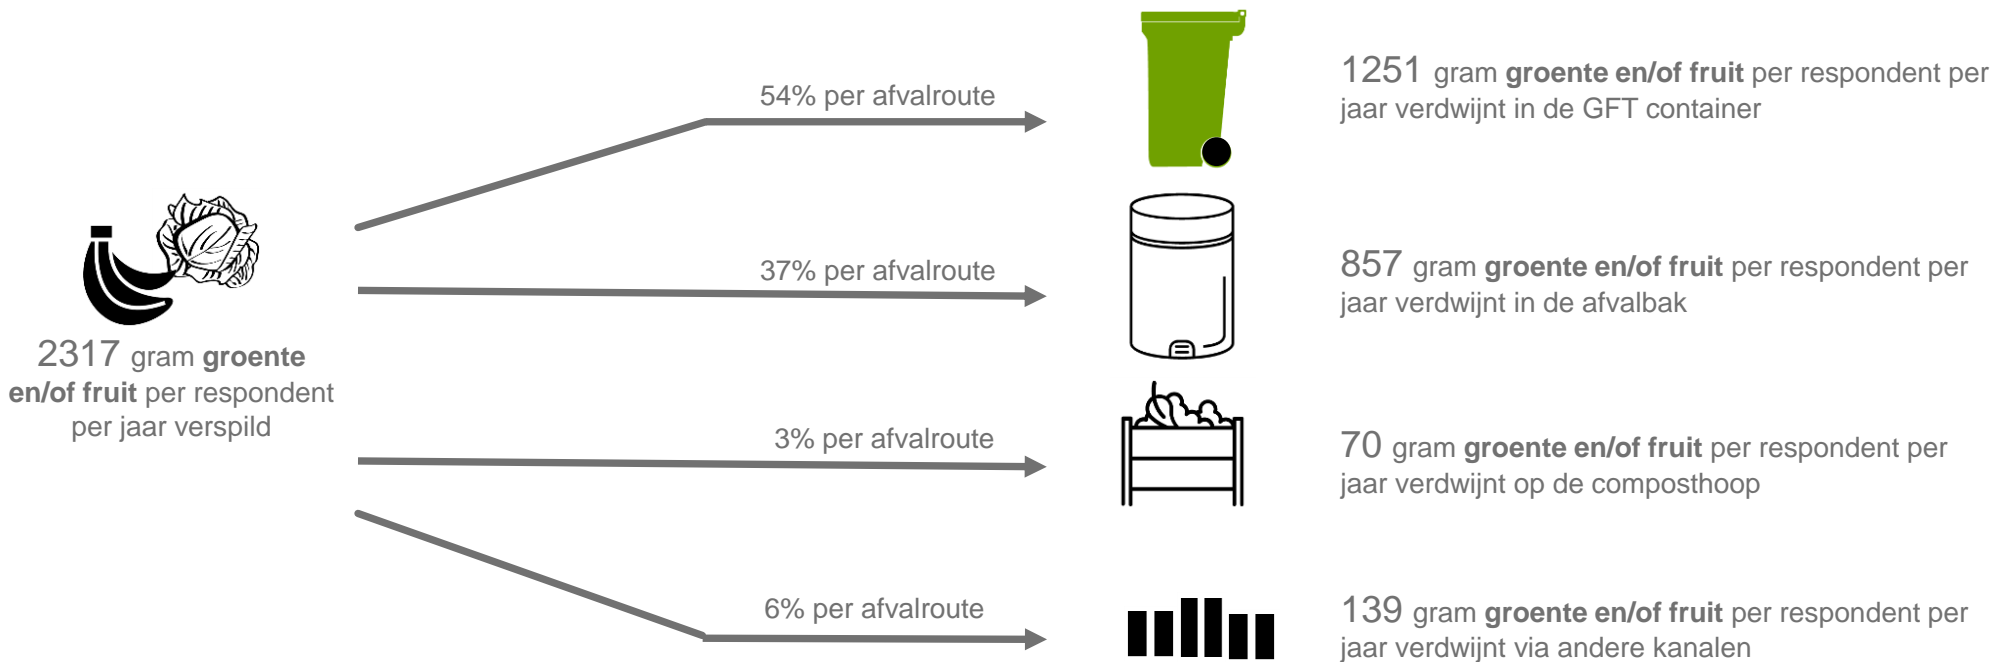 54% per afvalroute
1251 gram groente en/of fruit per respondent per
jaar verdwijnt in de GFT container
2317 gram groente
en/of fruit per respondent
per jaar verspild
37% per afvalroute
857 gram groente en/of fruit per respondent per
jaar verdwijnt in de afvalbak
3% per afvalroute
70 gram groente en/of fruit per respondent per
jaar verdwijnt op de composthoop
6% per afvalroute
139 gram groente en/of fruit per respondent per
jaar verdwijnt via andere kanalen